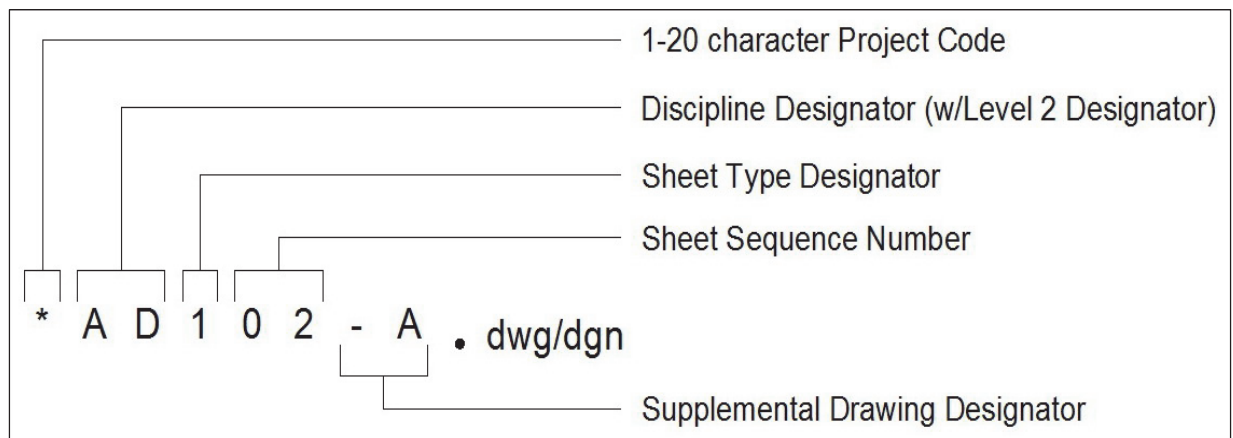 1-20 character Project Code
Discipline Designator (w/Level 2 Designator)
Sheet Type Designator
Sheet Sequence Number
* A D 1 0 2 - A . dwg/dgn
Supplemental Drawing Designator